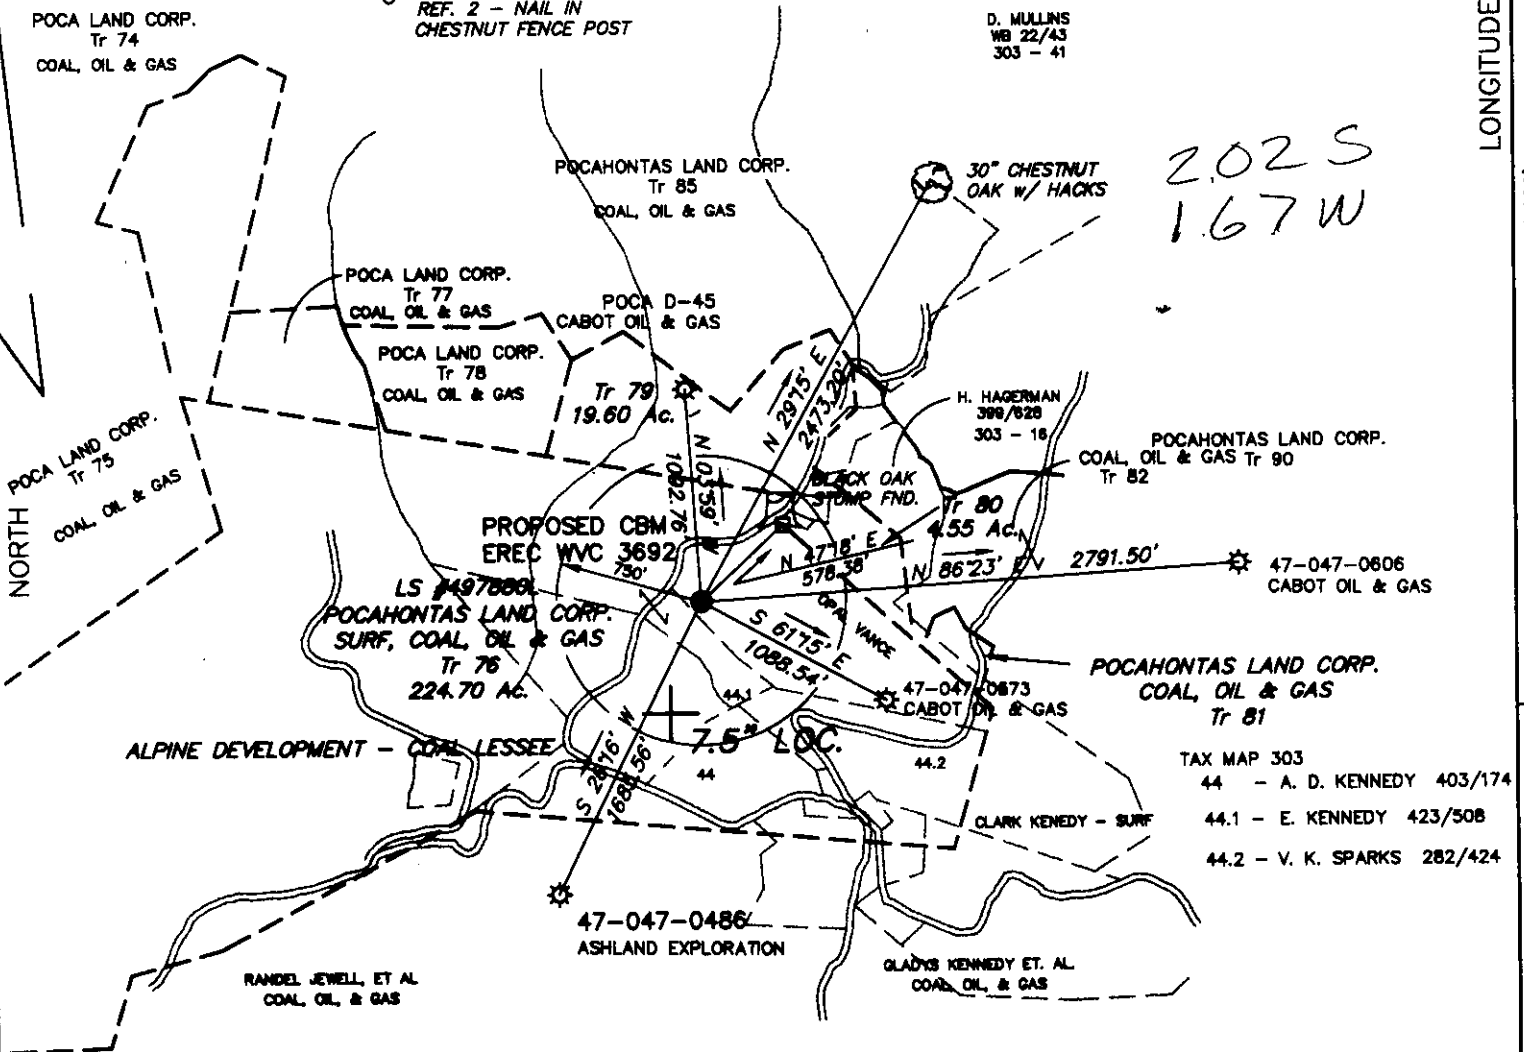 POCA LAND CORP.
Tr 74
COAL, OIL & GAS
REF. 2 – NAIL IN
CHESTNUT FENCE POST
D. MULLINS
WB 22/43
303 – 41
LONGITUDE
POCAHONTAS LAND CORP.
Tr 85
COAL, OIL & GAS
30" CHESTNUT
OAK w/ HACKS
2.02 S
1.67 W
POCA LAND CORP.
Tr 77
COAL, OIL & GAS
POCA D-45
CABOT OIL & GAS
POCA LAND CORP.
Tr 78
COAL, OIL & GAS
Tr 79
19.60 Ac.
N 29°15' E
2473.20'
H. HAGERMAN
399/628
303 – 16
POCAHONTAS LAND CORP.
COAL, OIL & GAS Tr 90
Tr 82
POCA LAND CORP.
Tr 75
COAL, OIL & GAS
NORTH
1092.76
BLACK OAK
STUMP FND.
Tr 80
4.55 Ac.
PROPOSED CBM
EREC WVC 3692
750'
N 47°18' E
578.38'
N 86°23' E
2791.50'
47-047-0606
CABOT OIL & GAS
POCAHONTAS LAND CORP.
SURF, COAL, OIL & GAS
Tr 76
224.70 Ac.
OPAL VANCE
S 61°15' E
1088.54'
47-047-0573
CABOT OIL & GAS
POCAHONTAS LAND CORP.
COAL, OIL & GAS
Tr 81
44.1
ALPINE DEVELOPMENT – COAL LESSEE
7.5" LOC.
44
44.2
TAX MAP 303
44 – A. D. KENNEDY 403/174
44.1 – E. KENNEDY 423/508
44.2 – V. K. SPARKS 282/424
CLARK KENEDY – SURF
47-047-0486
ASHLAND EXPLORATION
RANDEL JEWELL, ET AL
COAL, OIL, & GAS
GLADYS KENNEDY ET. AL
COAL, OIL, & GAS